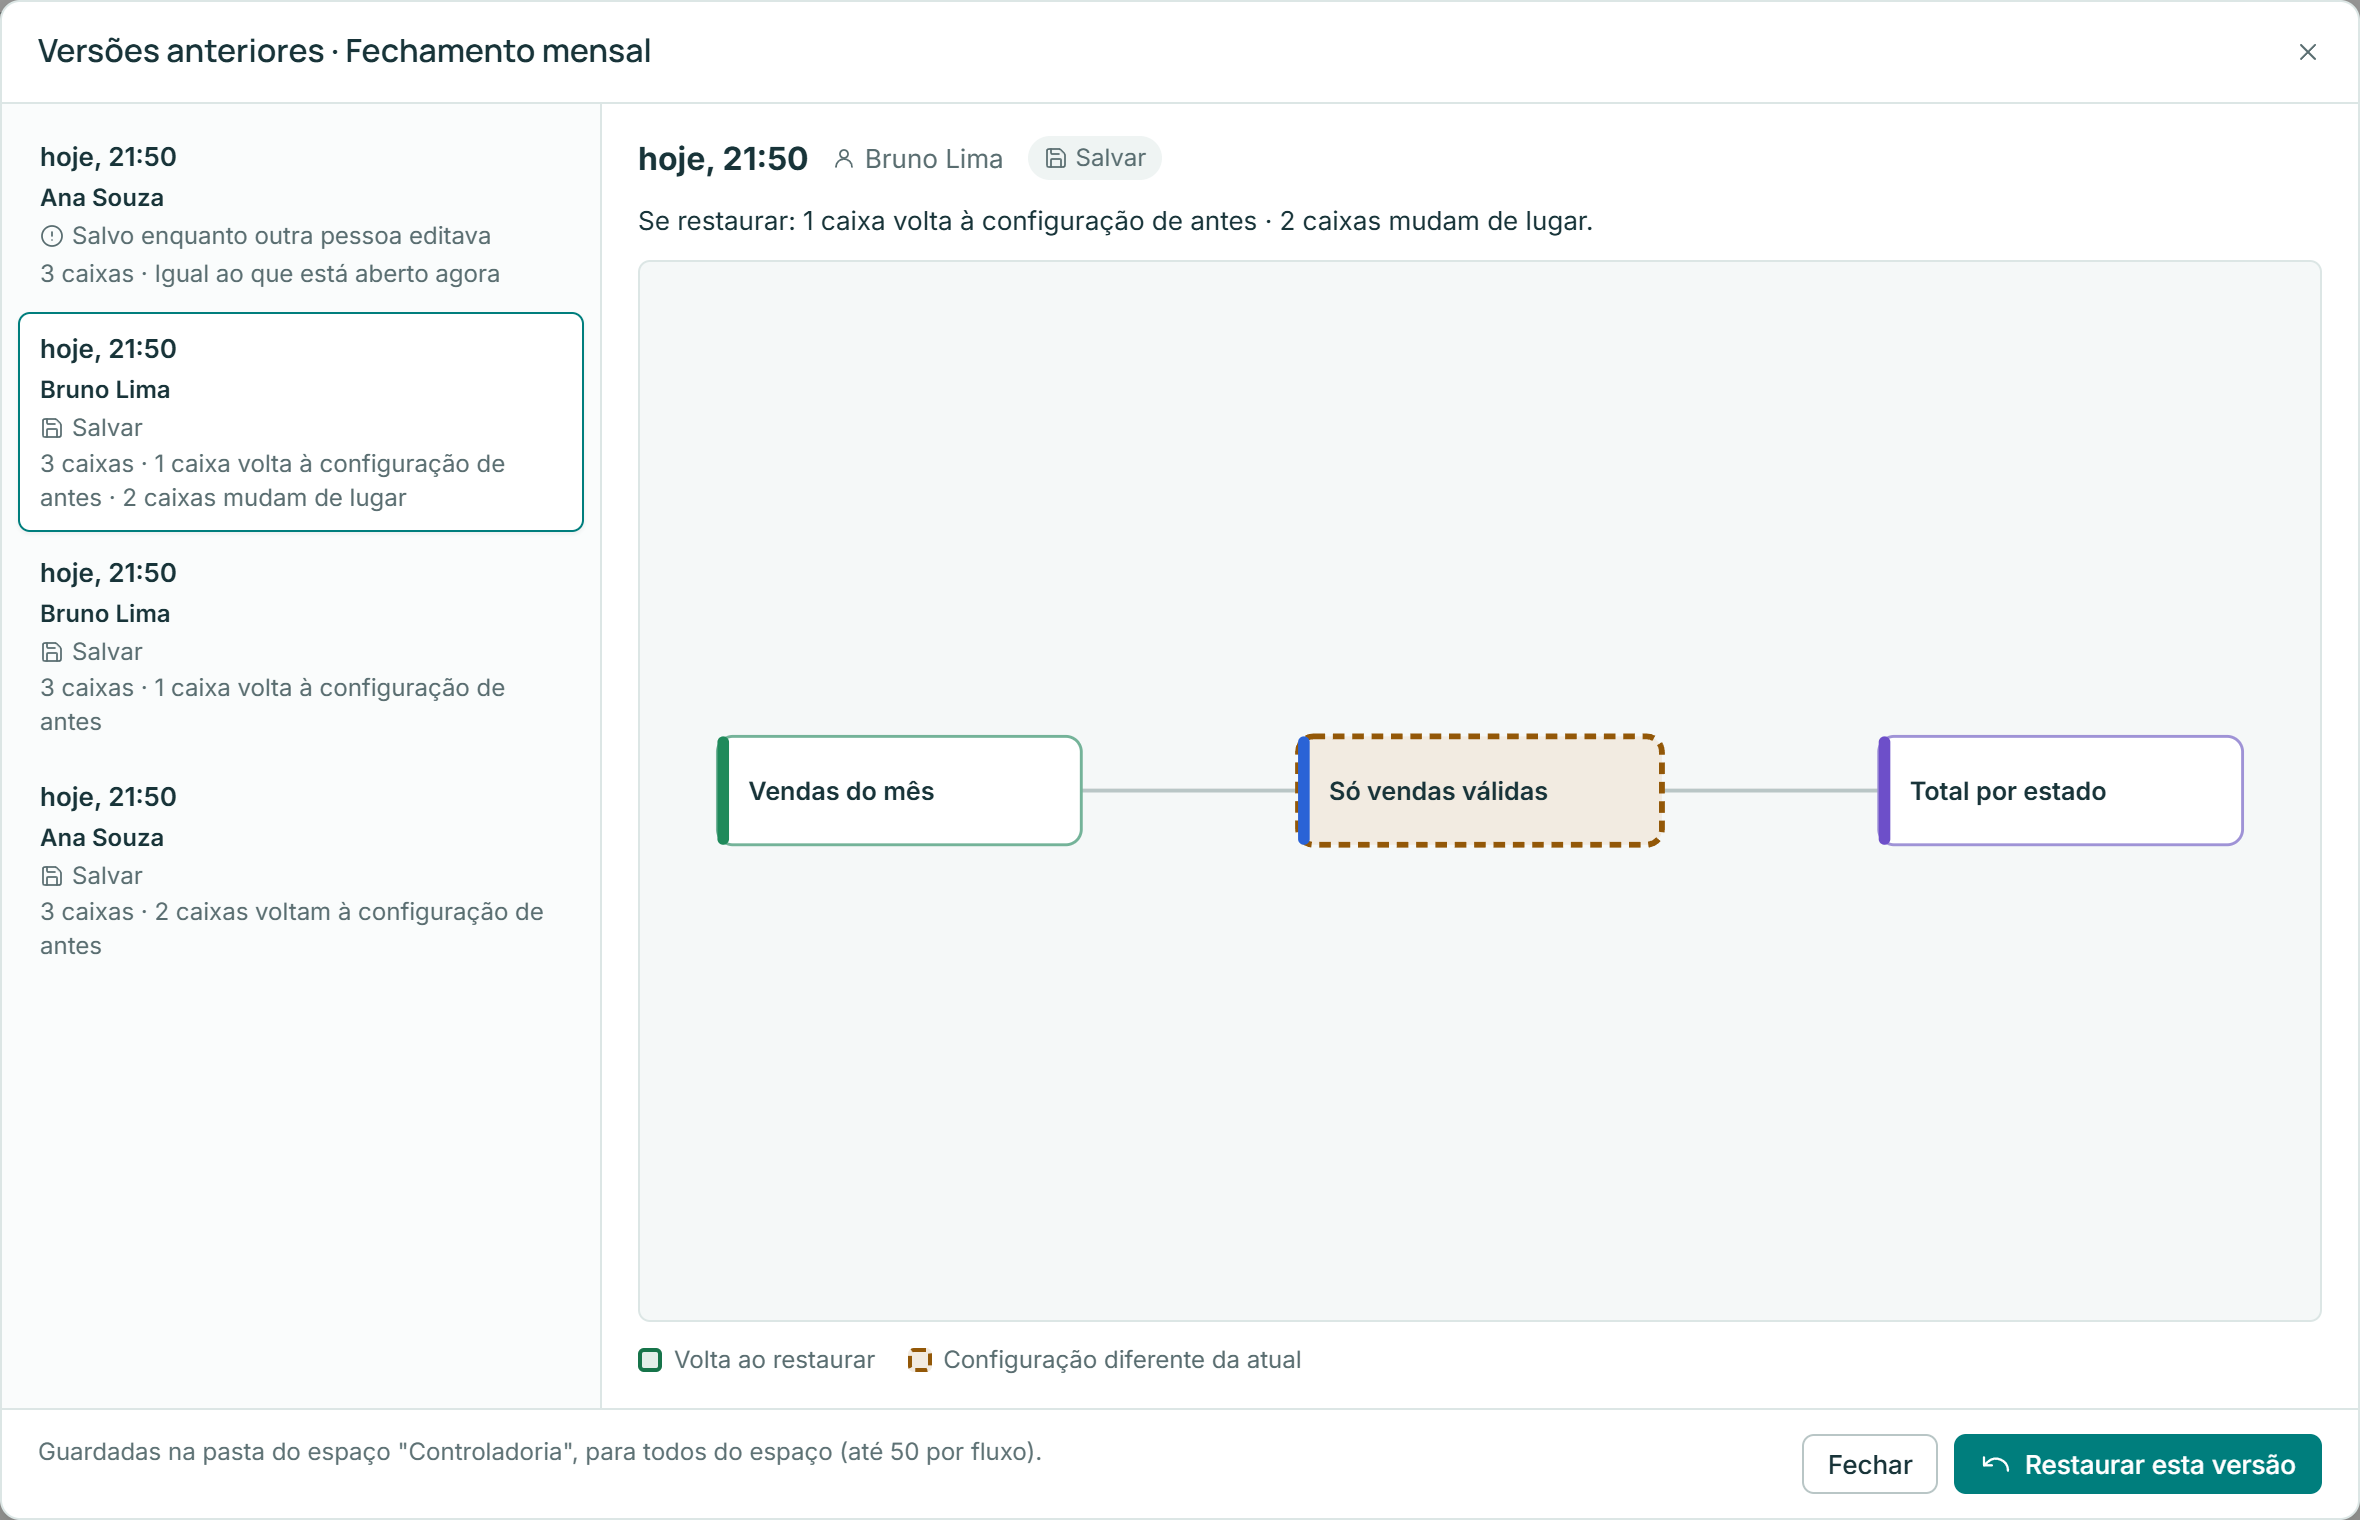 Versões anteriores · Fechamento mensal
hoje, 21:50
Ana Souza
Salvo enquanto outra pessoa editava
3 caixas · Igual ao que está aberto agora
hoje, 21:50
Bruno Lima
Salvar
3 caixas · 1 caixa volta à configuração de
antes · 2 caixas mudam de lugar
hoje, 21:50
Bruno Lima
Salvar
3 caixas · 1 caixa volta à configuração de
antes
hoje, 21:50
Ana Souza
Salvar
3 caixas · 2 caixas voltam à configuração de
antes
hoje, 21:50 Bruno Lima Salvar
Se restaurar: 1 caixa volta à configuração de antes · 2 caixas mudam de lugar.
Vendas do mês
Só vendas válidas
Total por estado
Volta ao restaurar Configuração diferente da atual
Guardadas na pasta do espaço "Controladoria", para todos do espaço (até 50 por fluxo).
Fechar
Restaurar esta versão